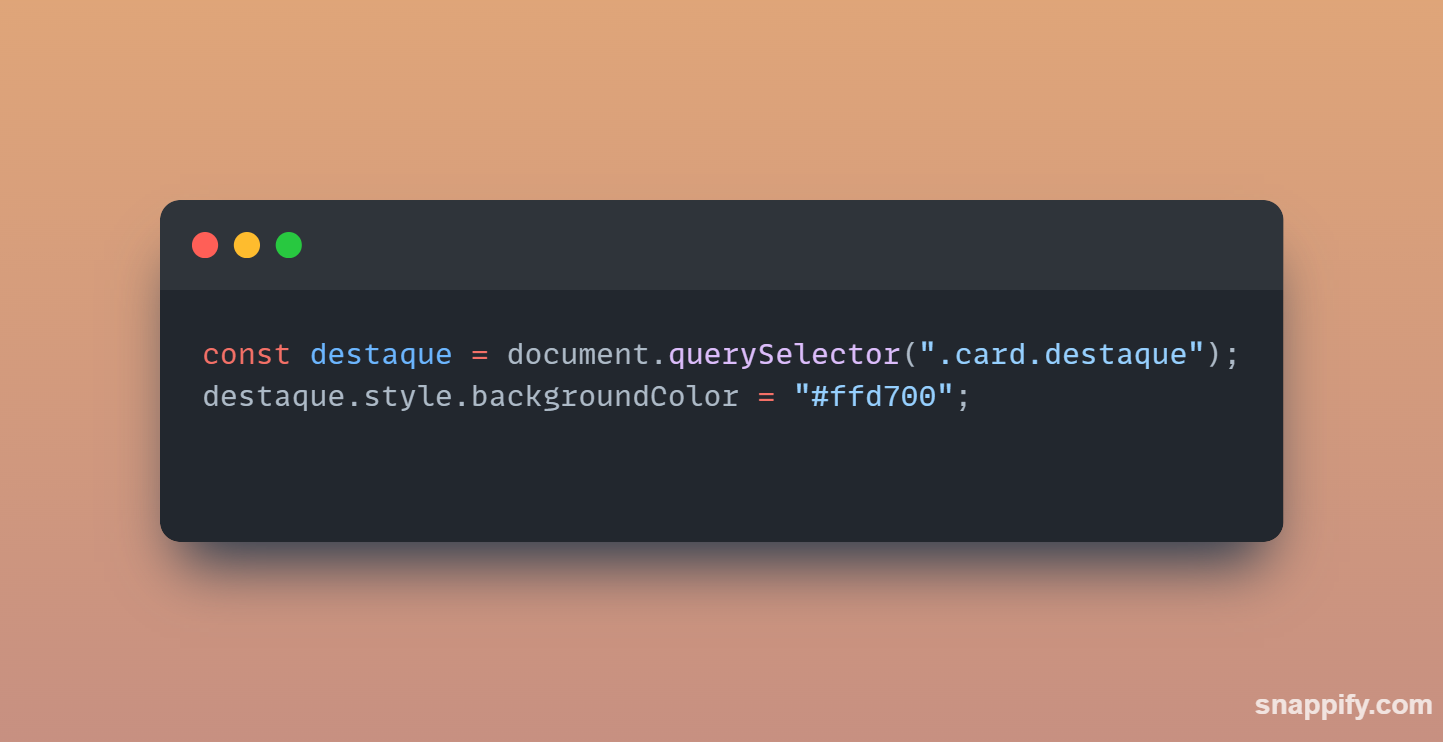 const destaque = document.querySelector(".card.destaque");
destaque.style.backgroundColor = "#ffd700";
snappify.com